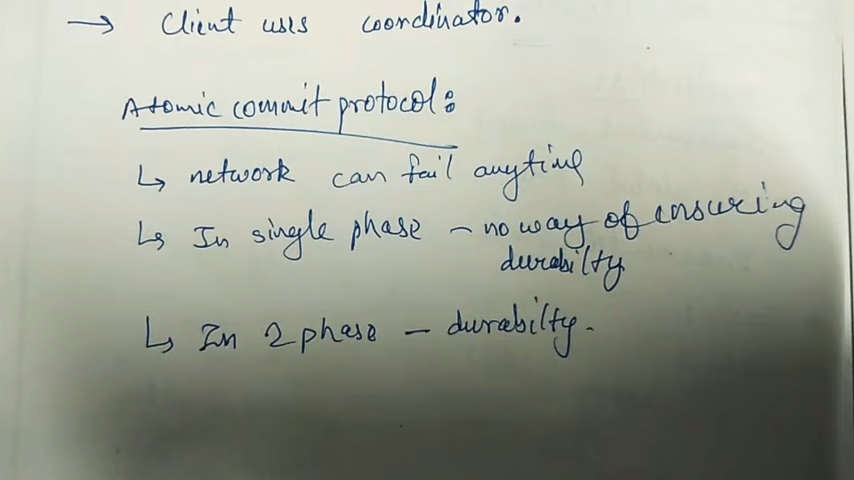 → Client uses coordinator.
Atomic commit protocol:
↳ network can fail anytime
↳ In single phase – no way of ensuring
durabilty
↳ In 2 phase – durabilty.